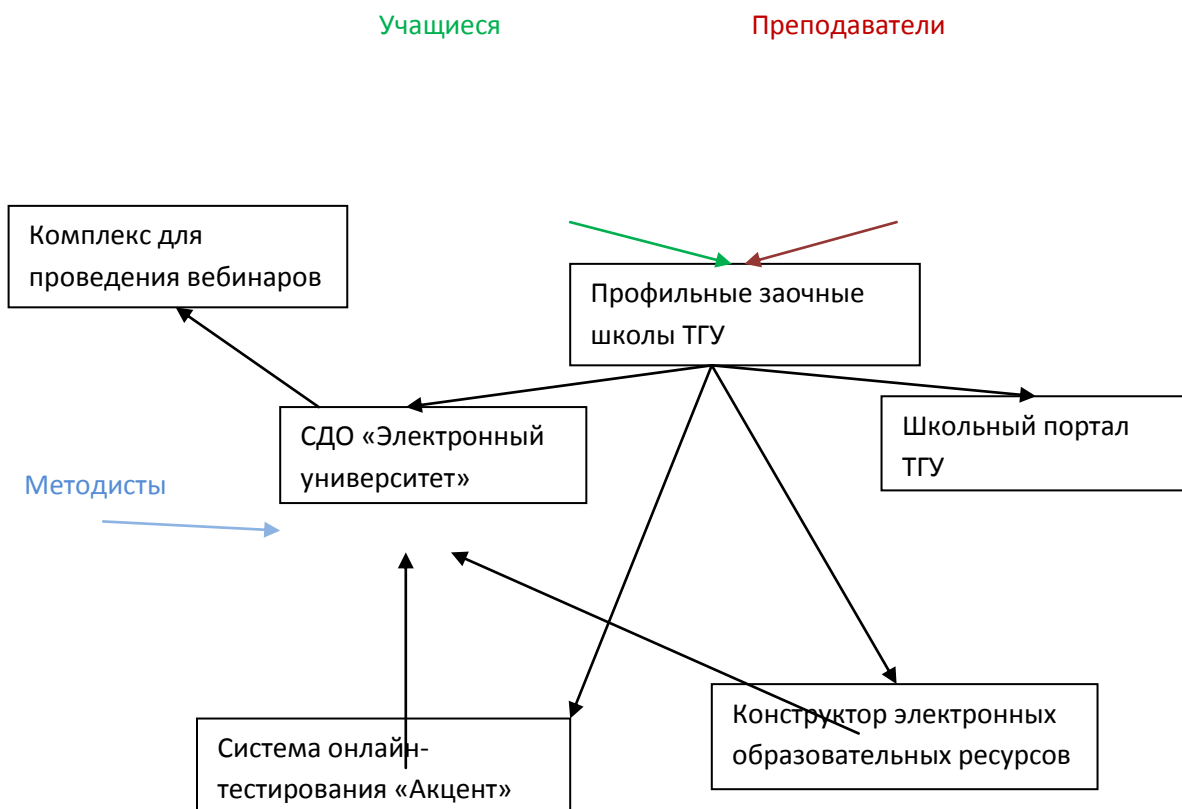 Учащиеся
Преподаватели
Комплекс для
проведения вебинаров
Профильные заочные
школы ТГУ
СДО «Электронный
университет»
Школьный портал
ТГУ
Методисты
Конструктор электронных
образовательных ресурсов
Система онлайн-
тестирования «Акцент»